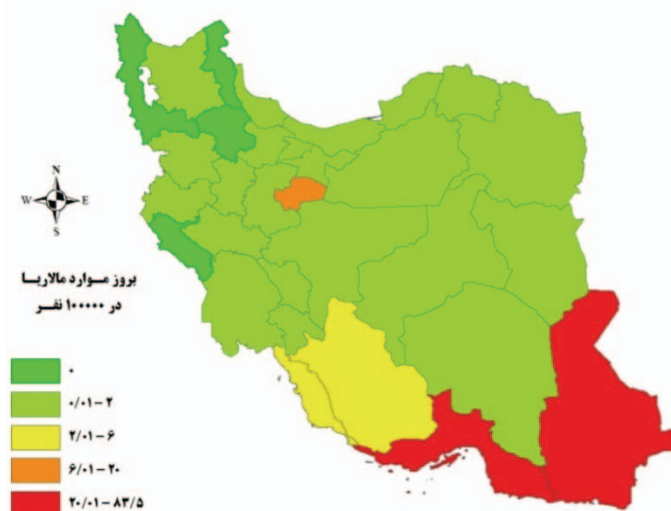 N
W E
S
بروز موارد مالاریا
در ۱۰۰۰۰۰ نفر
۰
۰/۰۱ – ۲
۲/۰۱ – ۶
۶/۰۱ – ۲۰
۲۰/۰۱ – ۸۳/۵